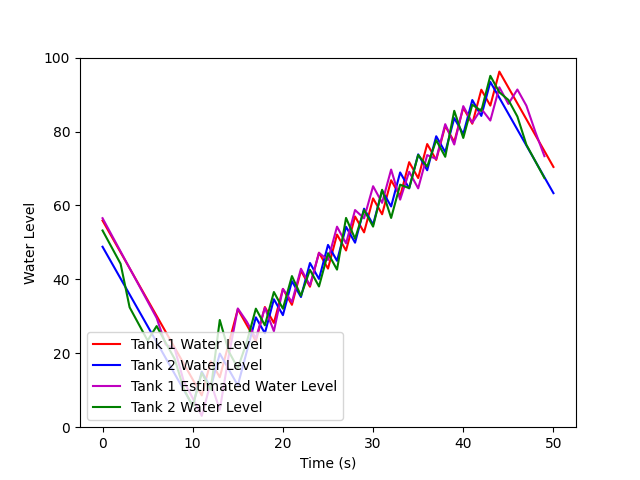 100
80
60
40
20
0
Water Level
Tank 1 Water Level
Tank 2 Water Level
Tank 1 Estimated Water Level
Tank 2 Water Level
0 10 20 30 40 50
Time (s)